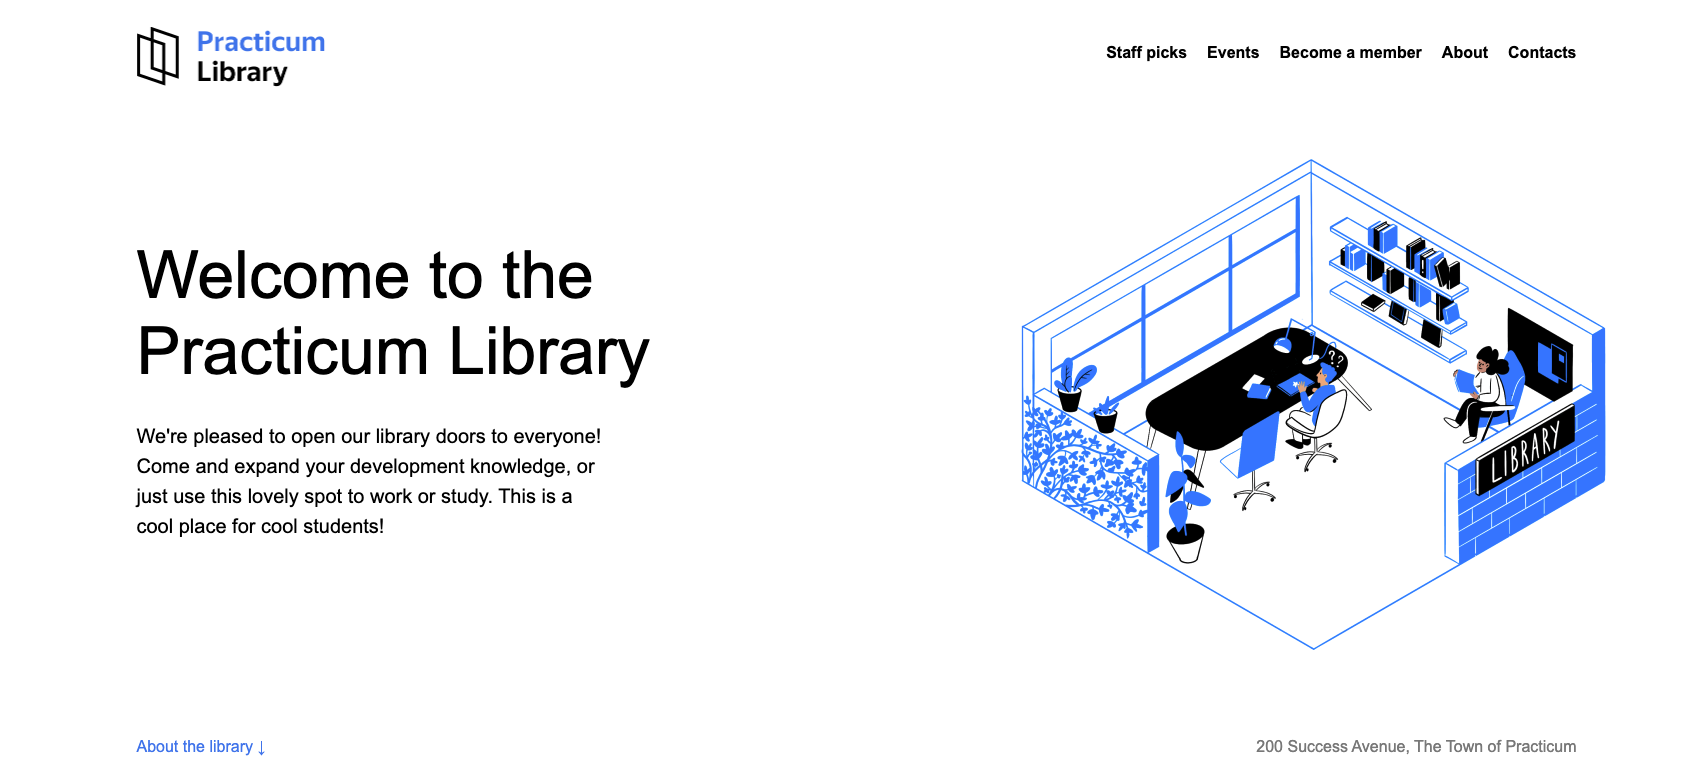 Practicum
Library
Staff picks Events Become a member About Contacts
Welcome to the
Practicum Library
We're pleased to open our library doors to everyone!
Come and expand your development knowledge, or
just use this lovely spot to work or study. This is a
cool place for cool students!
??
LIBRARY
About the library ↓
200 Success Avenue, The Town of Practicum